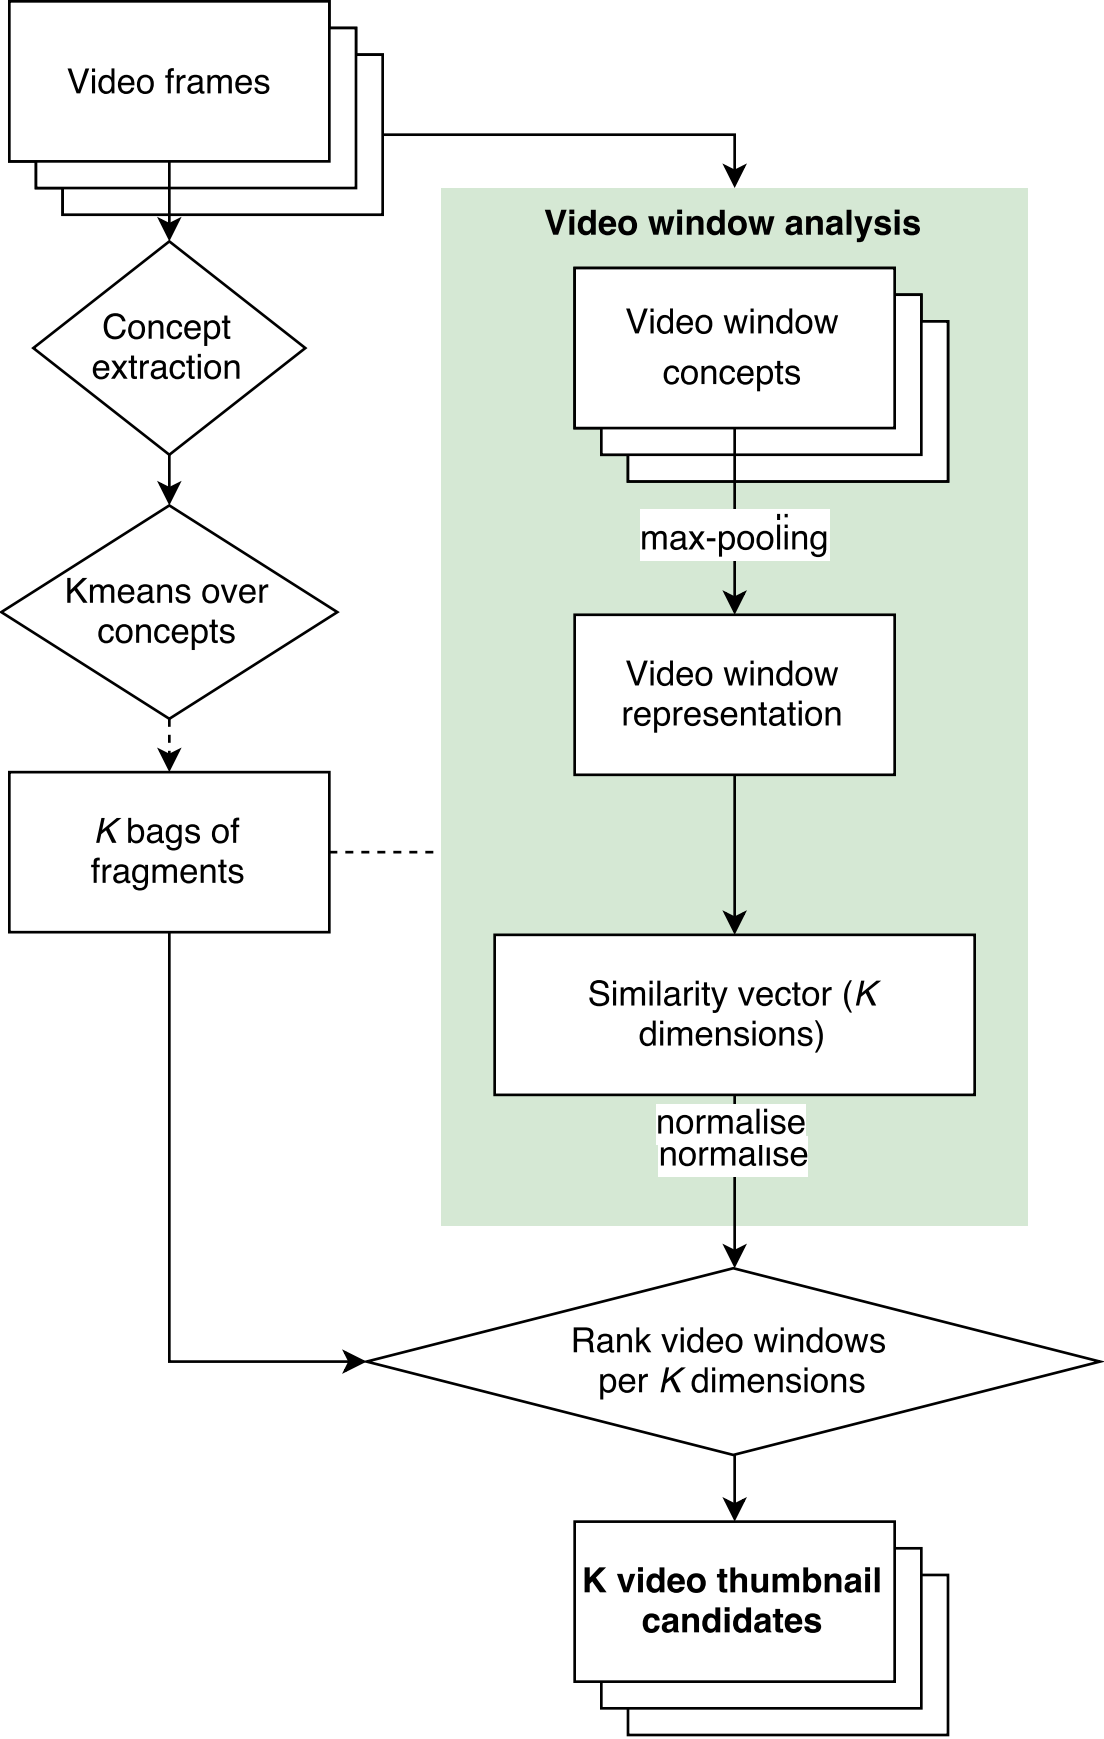 Video frames
Video window analysis
Concept
extraction
Video window
concepts
max-pooling
Kmeans over
concepts
Video window
representation
K bags of
fragments
Similarity vector (K
dimensions)
normalise
normalise
Rank video windows
per K dimensions
K video thumbnail
candidates